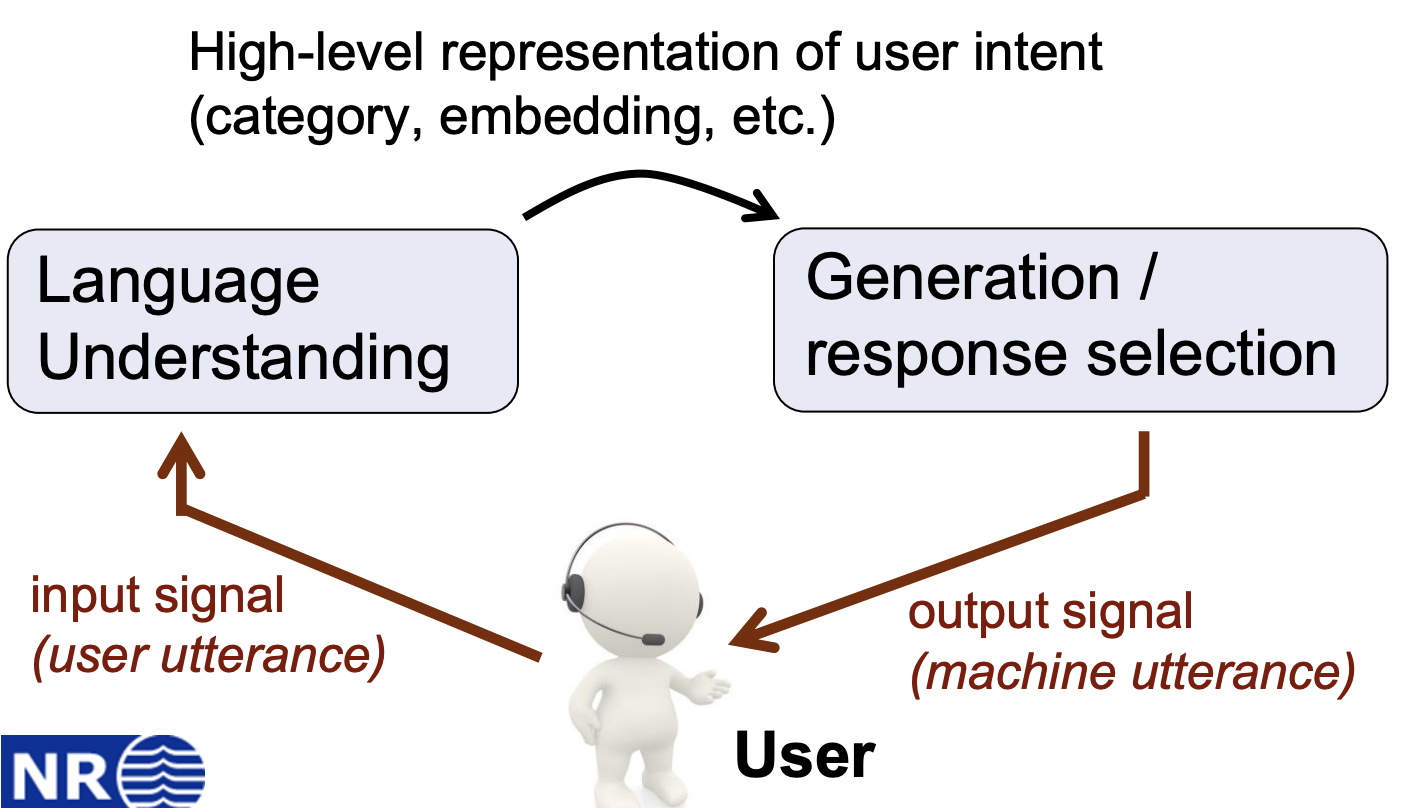 High-level representation of user intent
(category, embedding, etc.)
Language
Understanding
Generation /
response selection
input signal
(user utterance)
output signal
(machine utterance)
User
NR